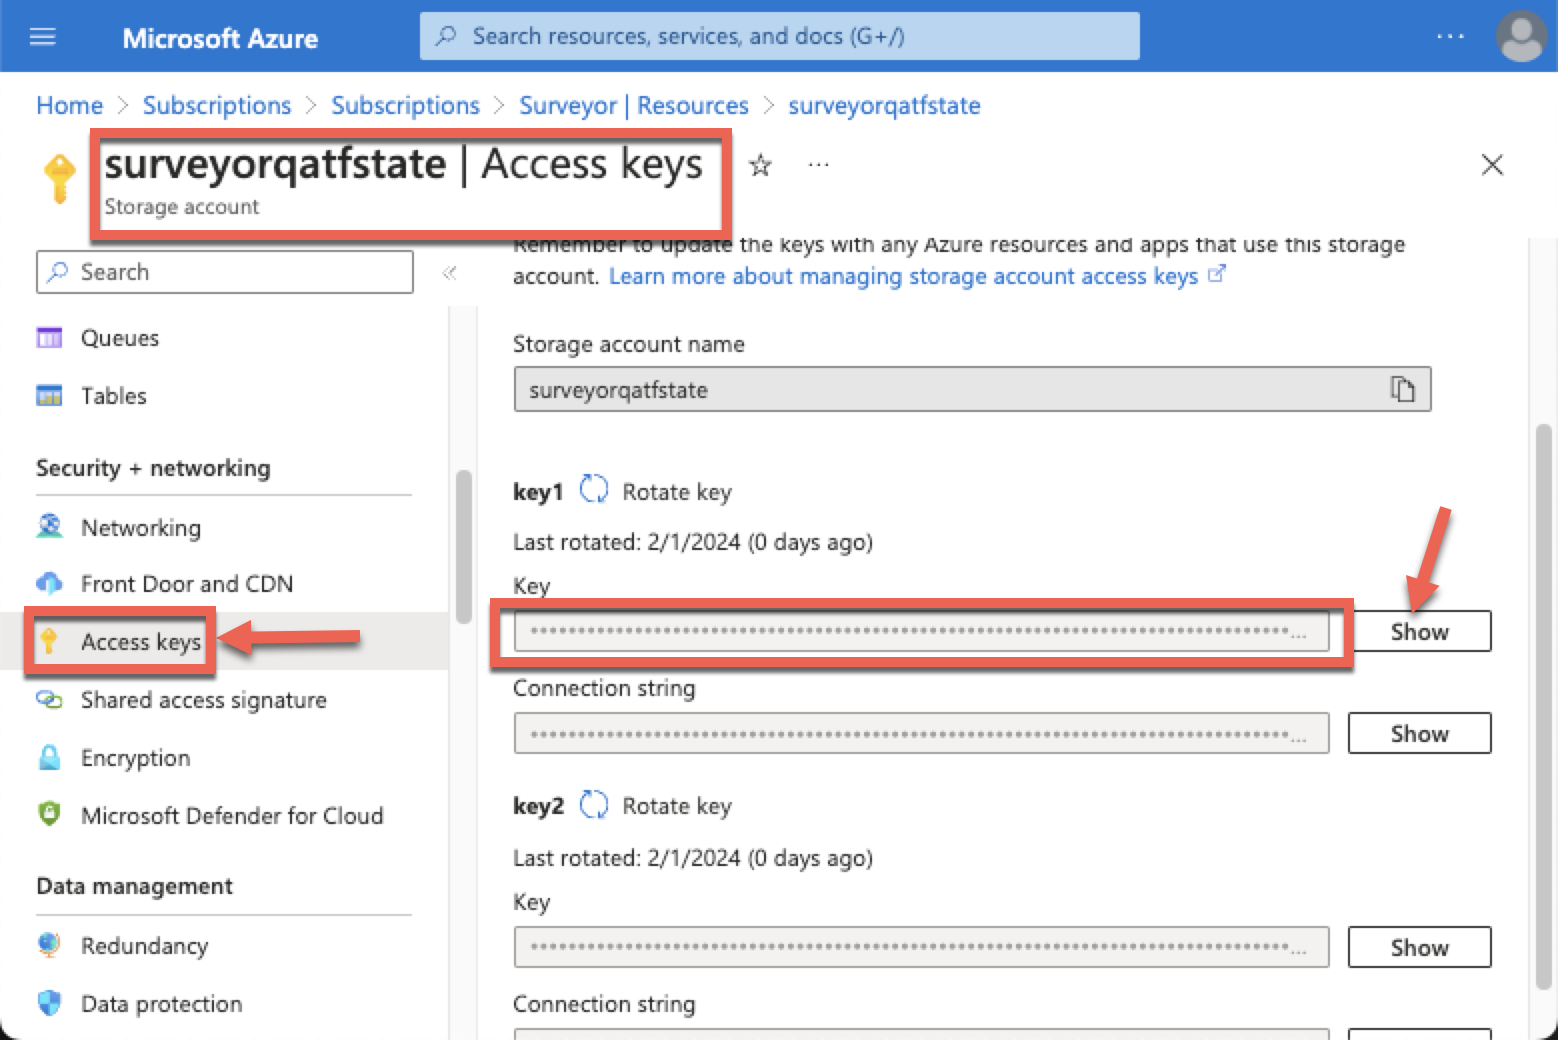 Microsoft Azure
Search resources, services, and docs (G+/)
...
Home > Subscriptions > Subscriptions > Surveyor | Resources > surveyorqatfstate
surveyorqatfstate | Access keys
...
Storage account
Search
«
Queues
Tables
Security + networking
Networking
Front Door and CDN
Access keys
Shared access signature
Encryption
Microsoft Defender for Cloud
Data management
Redundancy
Data protection
Remember to update the keys with any Azure resources and apps that use this storage
account. Learn more about managing storage account access keys
Storage account name
surveyorqatfstate
key1 Rotate key
Last rotated: 2/1/2024 (0 days ago)
Key
Show
Connection string
Show
key2 Rotate key
Last rotated: 2/1/2024 (0 days ago)
Key
Show
Connection string